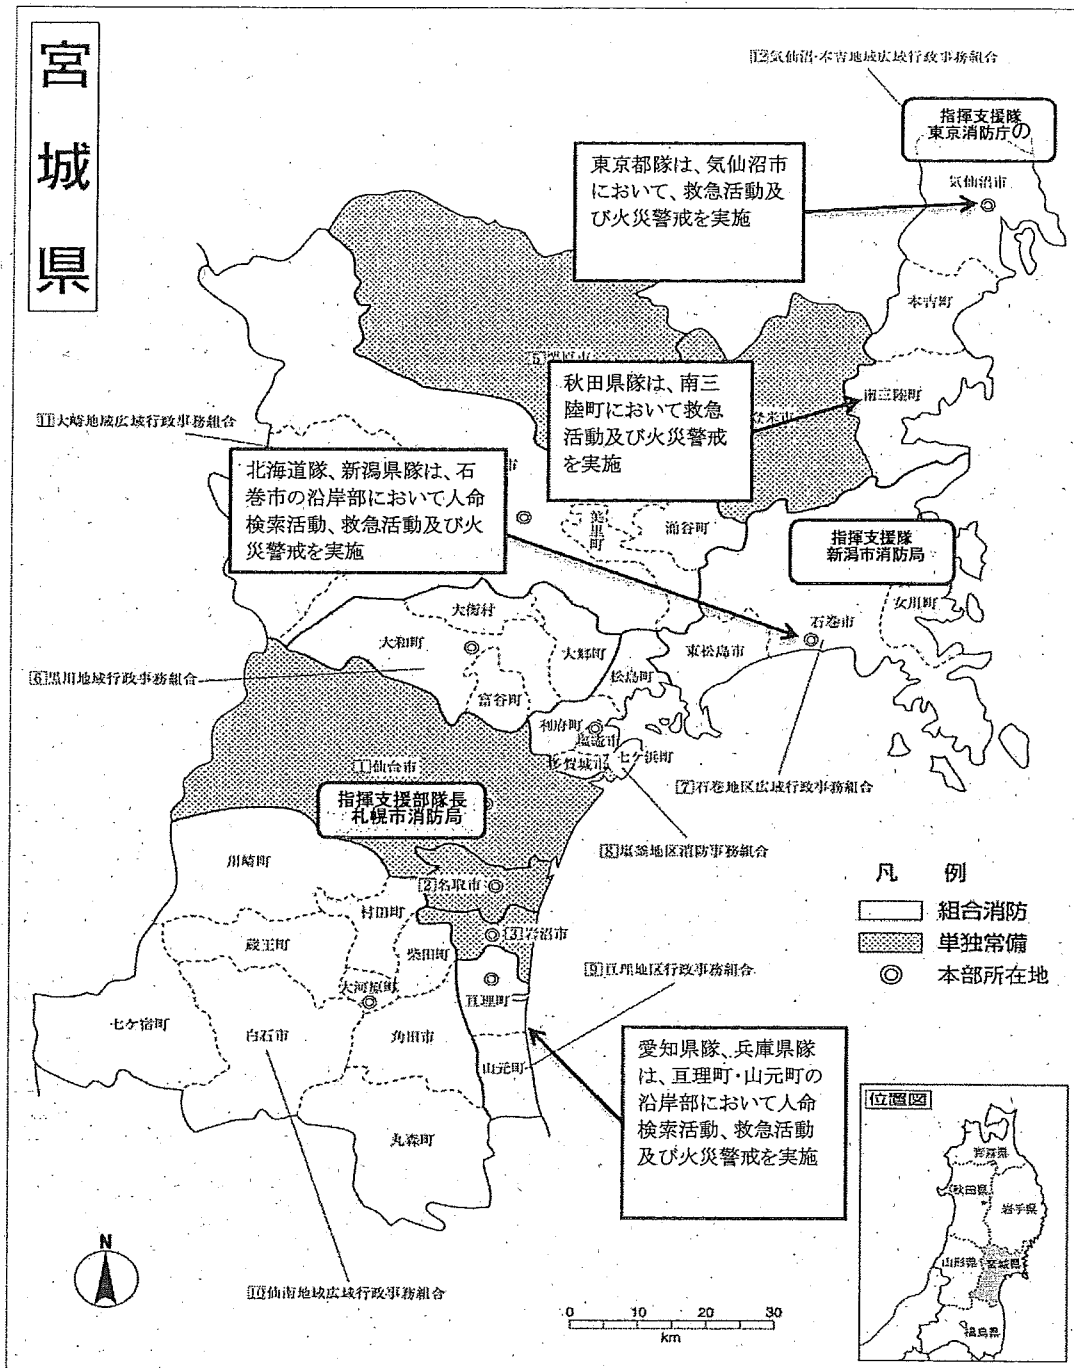 宮城県
[12]気仙沼・本吉地域広域行政事務組合
指揮支援隊
東京消防庁の
気仙沼市
東京都隊は、気仙沼市
において、救急活動及
び火災警戒を実施
本吉町
[5]栗原市
秋田県隊は、南三
陸町において救急
活動及び火災警戒
を実施
南三陸町
米市
[11]大崎地域広域行政事務組合
市
北海道隊、新潟県隊は、石
巻市の沿岸部において人命
検索活動、救急活動及び火
災警戒を実施
美里町
涌谷町
指揮支援隊
新潟市消防局
女川町
石巻市
大衡村
大和町
大郷町
東松島市
松島町
[6]黒川地域行政事務組合
富谷町
利府町
塩竈市
多賀城市
七ケ浜町
[1]仙台市
[7]石巻地区広域行政事務組合
指揮支援部隊長
札幌市消防局
[8]塩釜地区消防事務組合
川崎町
[2]名取市
村田町
[3]岩沼市
蔵王町
柴田町
[9]亘理地区行政事務組合
大河原町
亘理町
七ケ宿町
白石市
角田市
山元町
丸森町
凡 例
組合消防
単独常備
本部所在地
愛知県隊、兵庫県隊
は、亘理町・山元町の
沿岸部において人命
検索活動、救急活動
及び火災警戒を実施
位置図
青森県
秋田県
岩手県
山形県
宮城県
福島県
N
[10]仙南地域広域行政事務組合
0 10 20 30
km